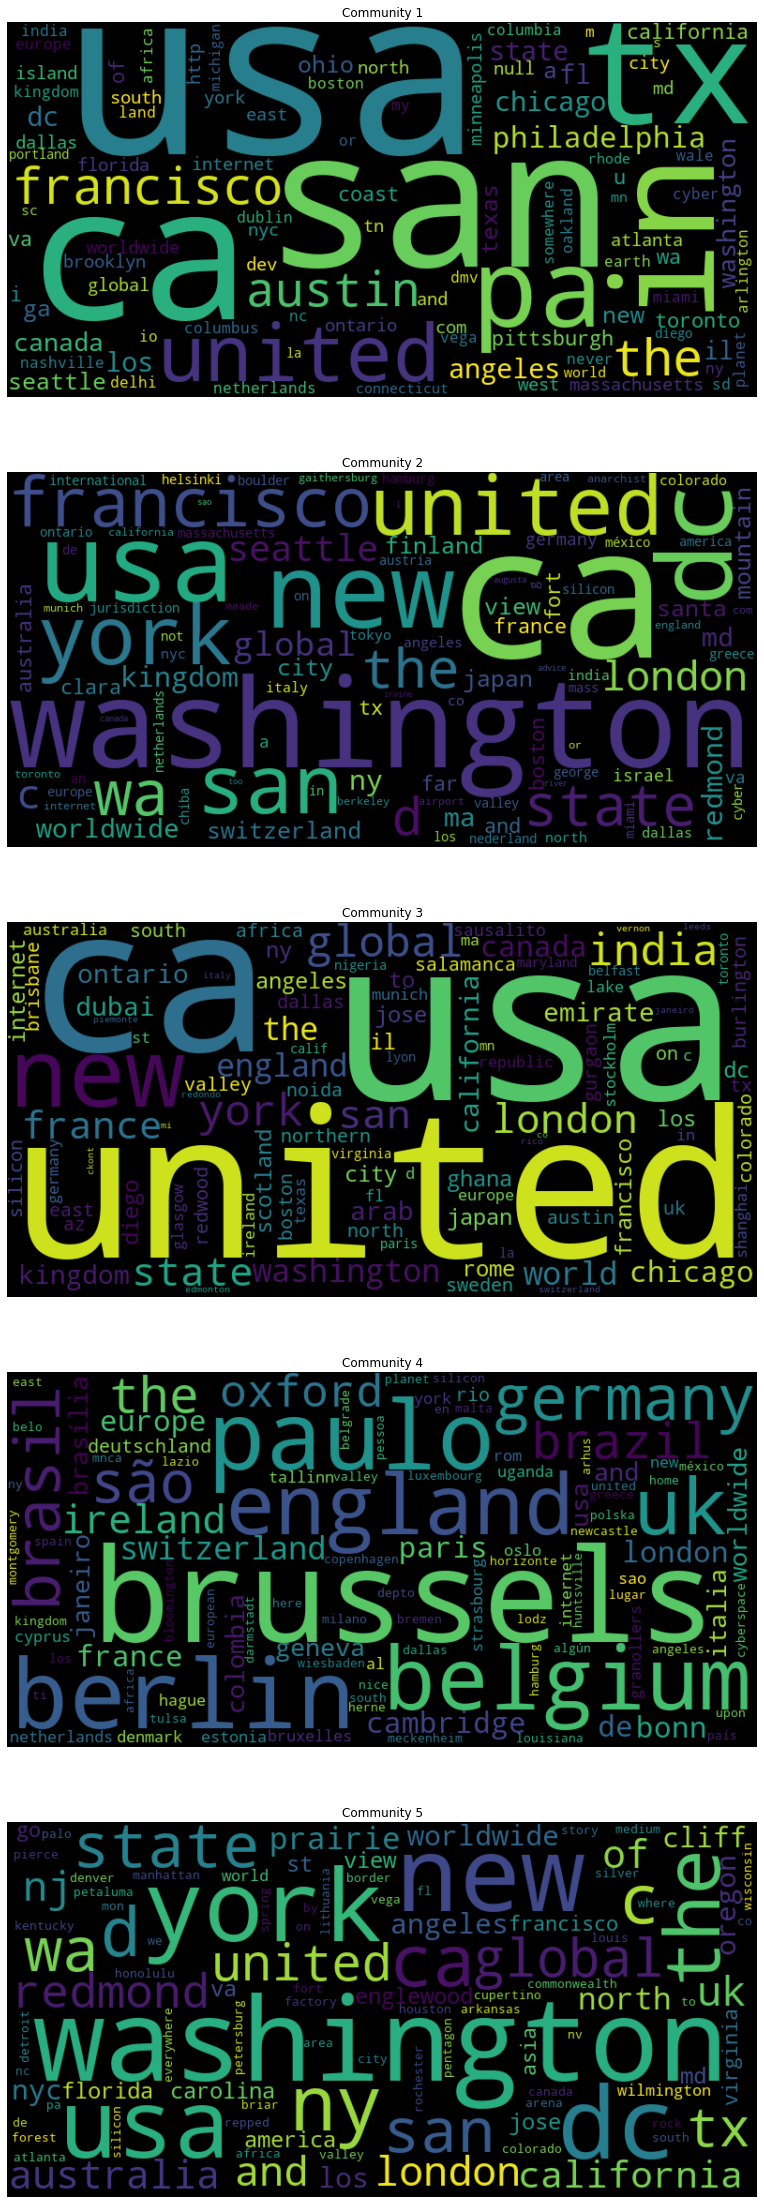 Community 1
india usa columbia m california
europe africa http michigan ohio north state a fl s tx
island of boston my minneapolis null city
kingdom south york east chicago md
dc land or philadelphia
dallas florida internet rhode wale
portland francisco san coast texas u cyber in washington
sc ca dublin somewhere oakland mn
va worldwide nyc tn atlanta
brooklyn dev pa earth wa arlington
i global austin and dmv miami
ga io columbus nc ontario com new toronto diego
canada united vega pittsburgh never planet
nashville los la angeles the il ny
seattle delhi netherlands connecticut west world massachusetts sd
Community 2
international helsinki boulder gaithersburg hamburg area anarchist colorado
francisco sao united dc
ontario california massachusetts finland germany méxico america mountain
de usa seattle austria ca silicon
munich jurisdiction meade new on augusta view fort santa com
york not global tokyo angeles france md england
australia nyc city the advice india greece
clara kingdom italy japan mass london
washington irvine
canada netherlands a tx co or
toronto wa san in ny far boston george israel va redmond
c an europe chiba too berkeley d airport valley state river miami cyber
internet worldwide switzerland ma and los nederland north dallas
Community 3
australia south africa sausalito ma canada vernon leeds
internet brisbane ca ny global nigeria salamanca maryland india toronto
ontario angeles to usa belfast lake burlington
dubai dallas munich jose emirate
piemonte st the calif il lyon california mn republic gurgaon stockholm on c dc
new england valley noida tx
redondo york san london los
france mi northern virginia in colorado
silicon germany united scotland city d ghana co rico francisco
ckont boston texas fl arab europe austin uk shanghai
east az diego glasgow redwood ireland north paris japan la
kingdom state washington rome world chicago
edmonton sweden switzerland
Community 4
east the oxford planet silicon germany
brasil brasília europe paulo belgrade pessoa york rio en malta
belo deutschland rom brazil
mnca lazio são tallinn valley luxembourg uganda and usa arhus new méxico
ny england united home uk worldwide
ireland greece polska
montgomery spain switzerland paris oslo newcastle london
janeiro brussels copenhagen horizonte internet huntsville sao
bloomington european here depto strasbourg lugar italia
kingdom darmstadt milano bremen lodz cyberspace
cyprus colombia geneva dallas algún angeles
los france wiesbaden al belgium hamburg granollers
berlin africa hague nice south
ti tulsa herne cambridge de bonn upon
netherlands denmark estonia bruxelles meckenheim louisiana país
Community 5
go palo state prairie worldwide story medium cliff
pierce st view new of
nj denver manhattan world border silver wisconsin
petaluma york lithuania vega fl c the oregon
kentucky mon spring by angeles francisco where co
wa d we on united ca global louis
honolulu commonwealth
redmond va fort englewood cupertino north to uk
factory houston arkansas
detroit washington nv
everywhere petersburg area pentagon asia virginia
nc city rochester md
nyc florida carolina ny canada wilmington
pa usa briar san arena jose dc rock tx
de forest silicon repped america south
atlanta africa valley colorado
australia and los london california